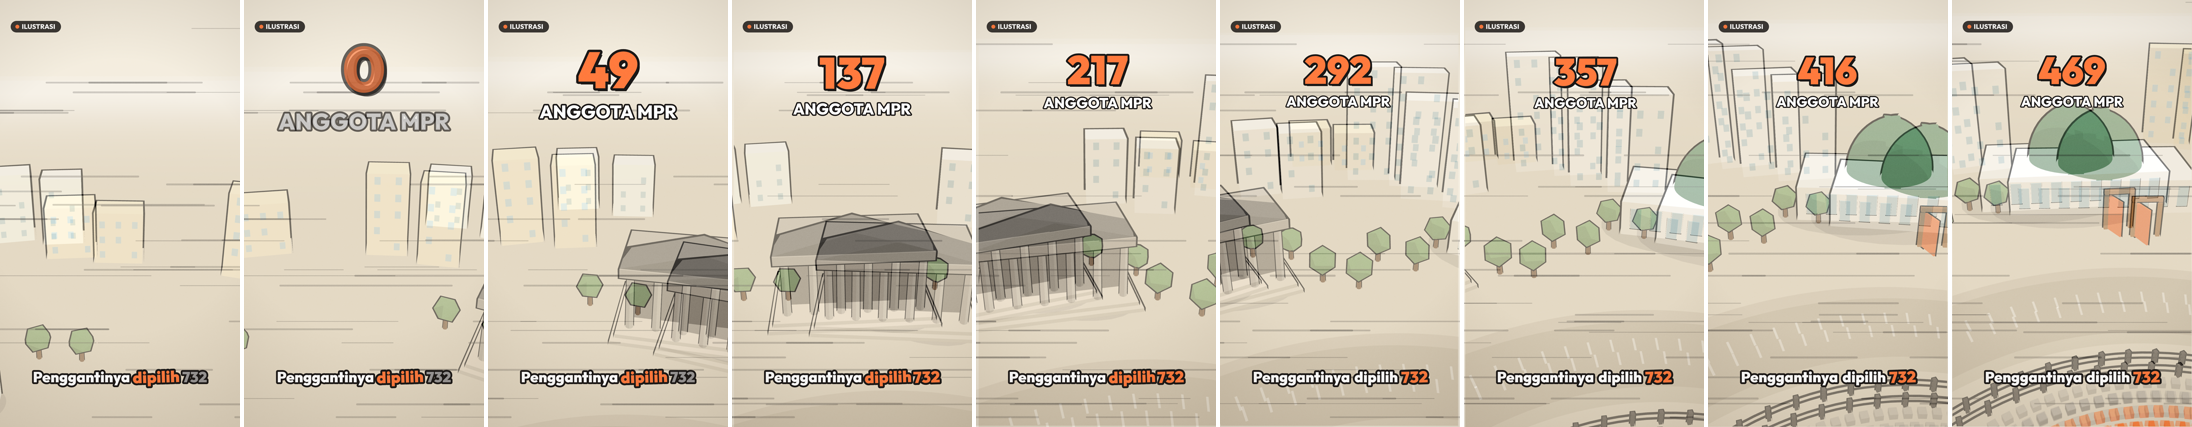 ILUSTRASI
Penggantinya dipilih 732
ILUSTRASI
0
ANGGOTA MPR
Penggantinya dipilih 732
ILUSTRASI
49
ANGGOTA MPR
Penggantinya dipilih 732
ILUSTRASI
137
ANGGOTA MPR
Penggantinya dipilih 732
ILUSTRASI
217
ANGGOTA MPR
Penggantinya dipilih 732
ILUSTRASI
292
ANGGOTA MPR
Penggantinya dipilih 732
ILUSTRASI
357
ANGGOTA MPR
Penggantinya dipilih 732
ILUSTRASI
416
ANGGOTA MPR
Penggantinya dipilih 732
ILUSTRASI
469
ANGGOTA MPR
Penggantinya dipilih 732